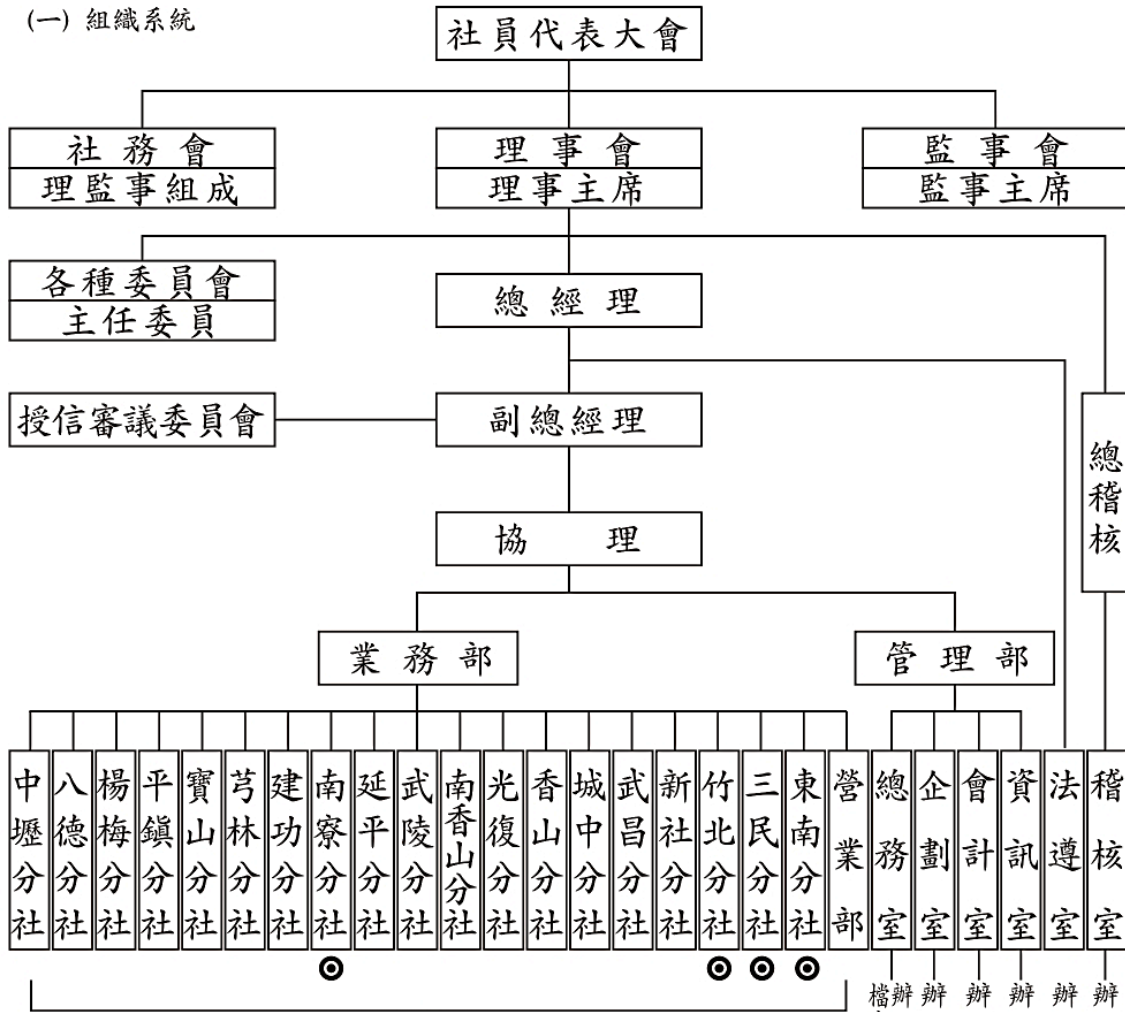 (一) 組織系統
社員代表大會
社務會
理監事組成
理事會
理事主席
監事會
監事主席
各種委員會
主任委員
總經理
授信審議委員會
副總經理
總稽核
協理
業務部
管理部
中壢分社
八德分社
楊梅分社
平鎮分社
寶山分社
芎林分社
建功分社
南寮分社
延平分社
武陵分社
南香山分社
光復分社
香山分社
城中分社
武昌分社
新社分社
竹北分社
三民分社
東南分社
營業部
總務室
企劃室
會計室
資訊室
法遵室
稽核室
檔辦
辦
辦
辦
辦
辦